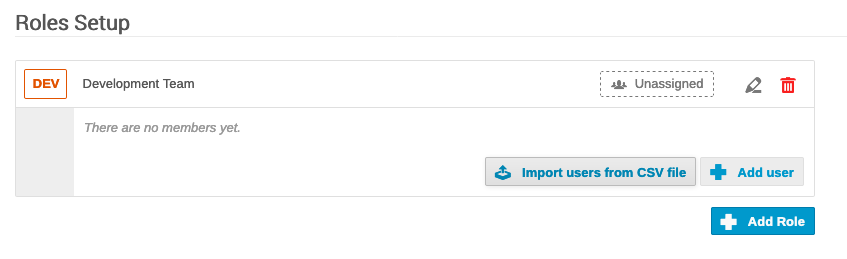 Roles Setup
DEV Development Team Unassigned
There are no members yet.
Import users from CSV file Add user
Add Role